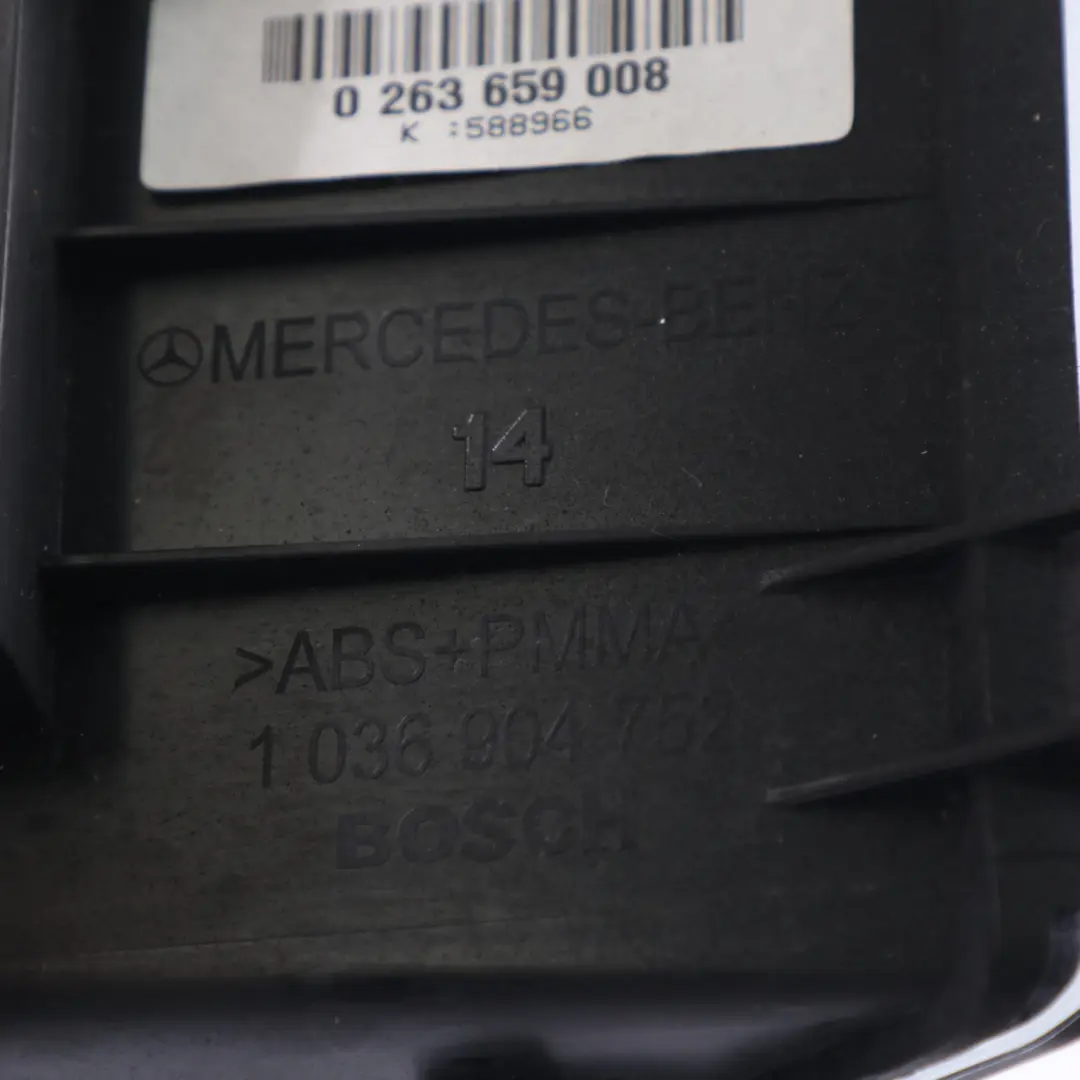 0 263 659 008
K :588966
MERCEDES-BENZ
14
>ABS+PMMA
1 036 904 752
BOSCH